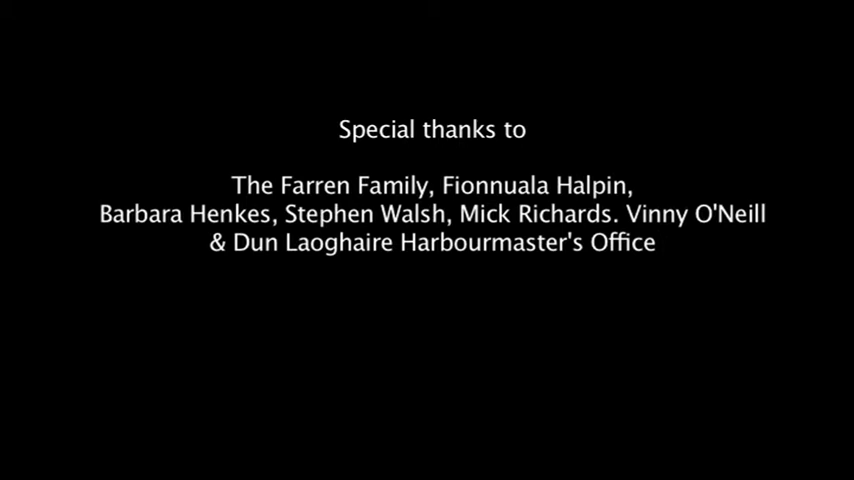 Special thanks to
The Farren Family, Fionnuala Halpin,
Barbara Henkes, Stephen Walsh, Mick Richards. Vinny O'Neill
& Dun Laoghaire Harbourmaster's Office